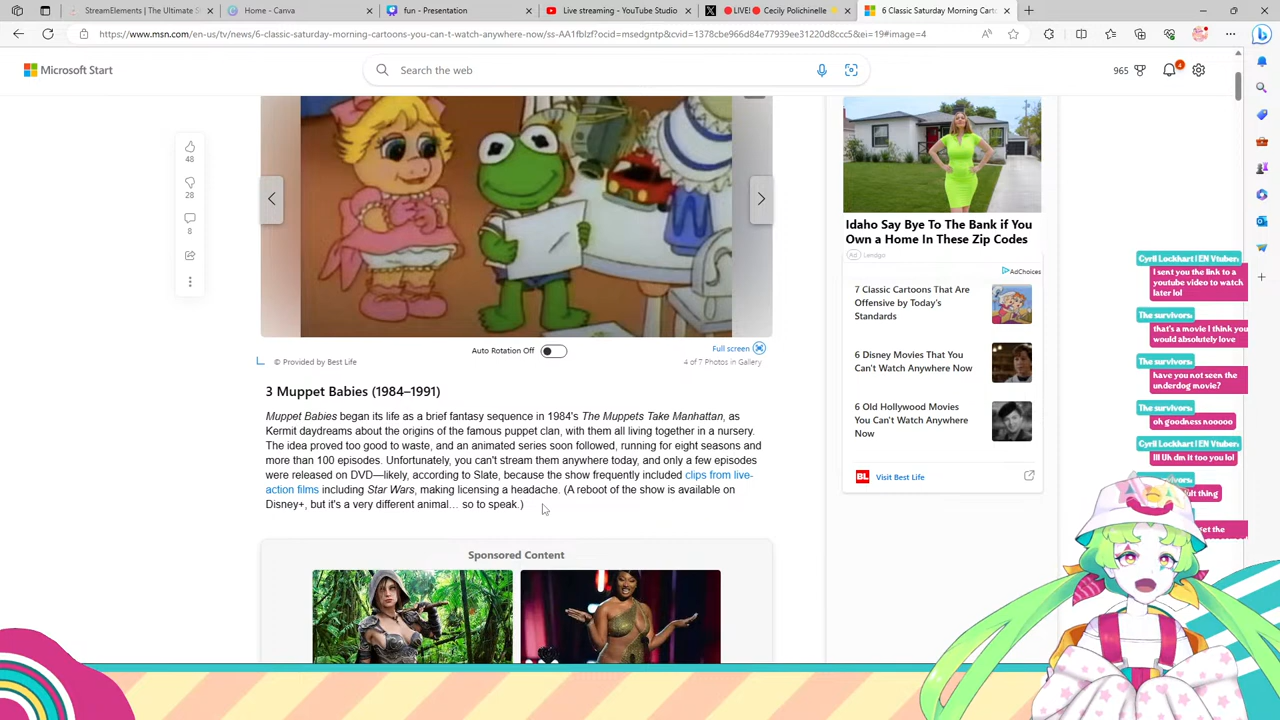 StreamElements | The Ultimate S
Home - Canva
fun - Presentation
Live streaming - YouTube Studio
🔴LIVE!🔴 Cecily Polichinelle
6 Classic Saturday Morning Carto
https://www.msn.com/en-us/tv/news/6-classic-saturday-morning-cartoons-you-can-t-watch-anywhere-now/ss-AA1fblzf?ocid=msedgntp&cvid=1378cbe966d84e77939ee31220d8ccc5&ei=19#image=4
Microsoft Start
Search the web
965
4
48
28
8
Auto Rotation Off
Full screen
© Provided by Best Life
4 of 7 Photos in Gallery
3 Muppet Babies (1984–1991)
Muppet Babies began its life as a brief fantasy sequence in 1984's The Muppets Take Manhattan, as
Kermit daydreams about the origins of the famous puppet clan, with them all living together in a nursery.
The idea proved too good to waste, and an animated series soon followed, running for eight seasons and
more than 100 episodes. Unfortunately, you can't stream them anywhere today, and only a few episodes
were released on DVD—likely, according to Slate, because the show frequently included clips from live-
action films including Star Wars, making licensing a headache. (A reboot of the show is available on
Disney+, but it's a very different animal… so to speak.)
Sponsored Content
Idaho Say Bye To The Bank if You
Own a Home In These Zip Codes
Ad Lendgo
AdChoices
7 Classic Cartoons That Are
Offensive by Today's
Standards
6 Disney Movies That You
Can't Watch Anywhere Now
6 Old Hollywood Movies
You Can't Watch Anywhere
Now
BL Visit Best Life
Cyril Lockhart | EN Vtuber:
I sent you the link to a
youtube video to watch
later lol
The survivors:
that's a movie I think you
would absolutely love
The survivors:
have you not seen the
underdog movie?
The survivors:
oh goodness nooooo
Cyril Lockhart | EN Vtuber:
Ill Uh dm it too you lol
thing
get the